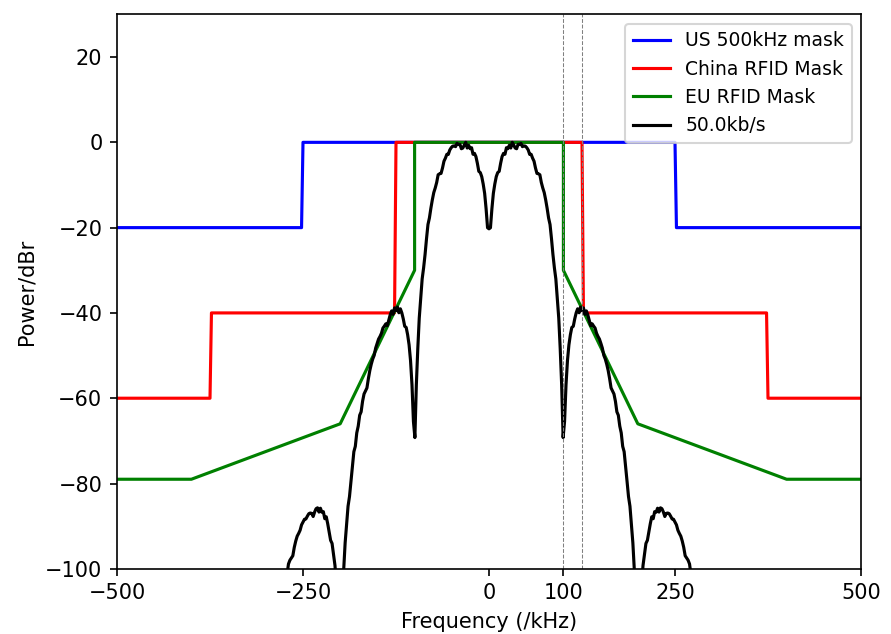 US 500kHz mask
China RFID Mask
EU RFID Mask
50.0kb/s
20
0
−20
−40
−60
−80
−100
Power/dBr
−500
−250
0
100
250
500
Frequency (/kHz)